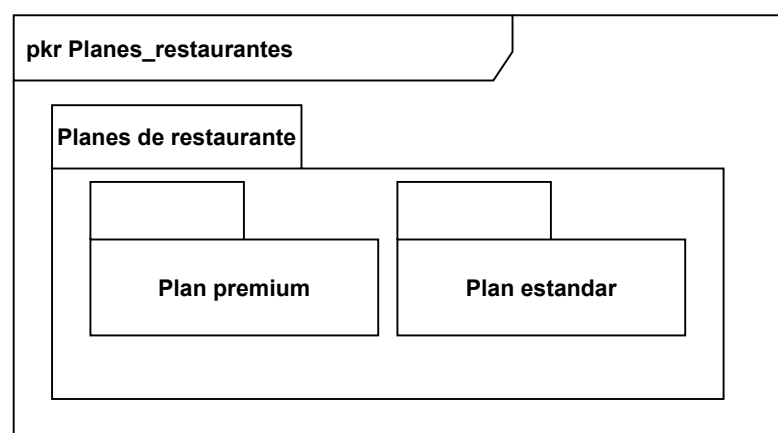 pkr Planes_restaurantes
Planes de restaurante
Plan premium
Plan estandar